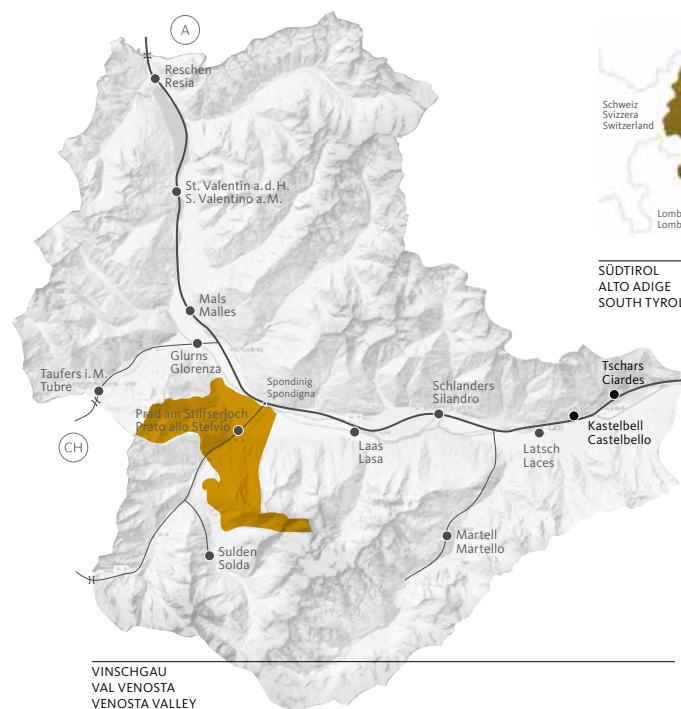 A
Reschen
Resia
Schweiz
Svizzera
Switzerland
St. Valentin a.d.H.
S. Valentino a.M.
Lomb
Lomb
SÜDTIROL
ALTO ADIGE
SOUTH TYROL
Mals
Malles
Glurns
Glorenza
Taufers i.M.
Tubre
Spondinig
Spondigna
Tschars
Ciardes
Schlanders
Silandro
Prad am Stilfserjoch
Prato allo Stelvio
Kastelbell
Castelbello
CH
Laas
Lasa
Latsch
Laces
Martell
Martello
Sulden
Solda
VINSCHGAU
VAL VENOSTA
VENOSTA VALLEY